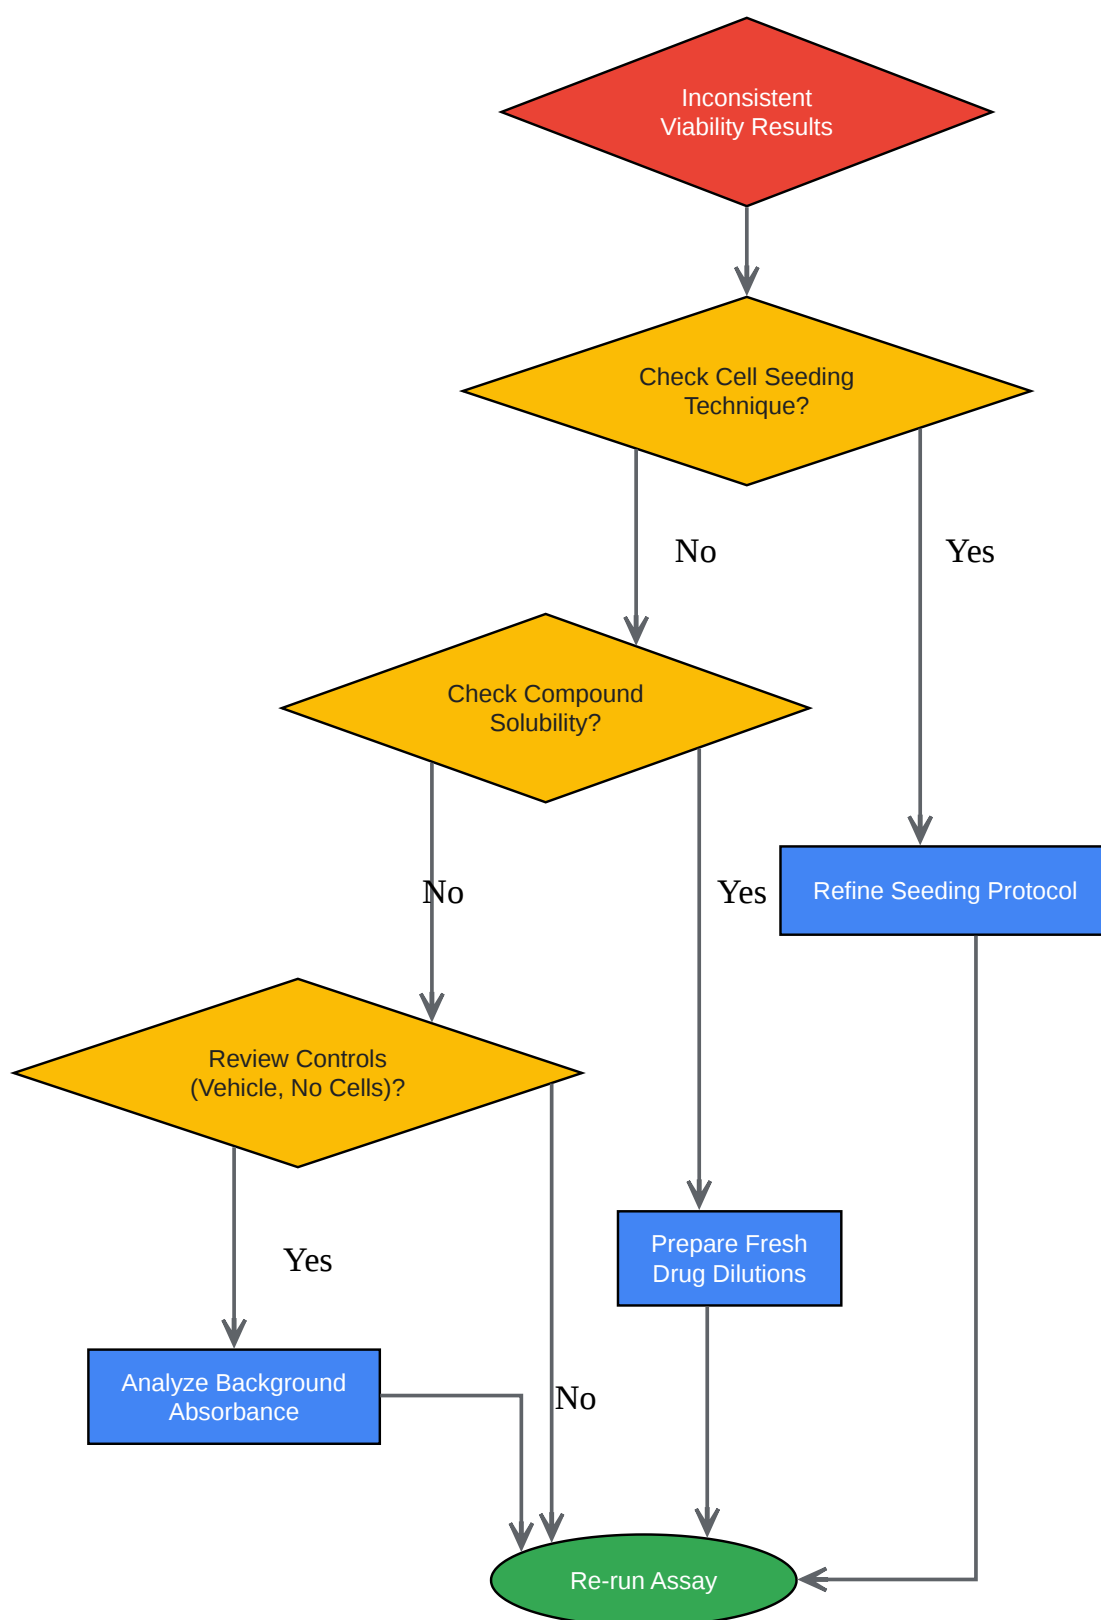 Inconsistent
Viability Results
Check Cell Seeding
Technique?
No
Yes
Check Compound
Solubility?
No
Yes
Refine Seeding Protocol
Review Controls
(Vehicle, No Cells)?
Yes
Prepare Fresh
Drug Dilutions
Analyze Background
Absorbance
No
Re-run Assay